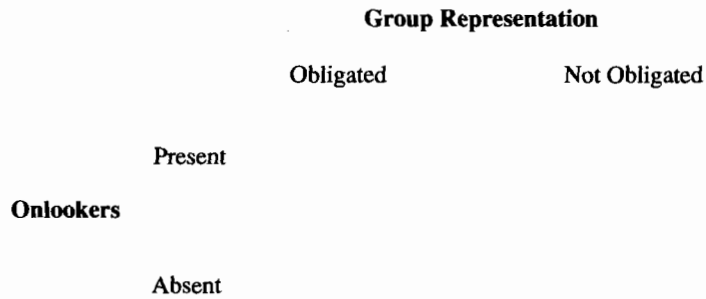 Group Representation
Obligated Not Obligated
Present
Onlookers
Absent